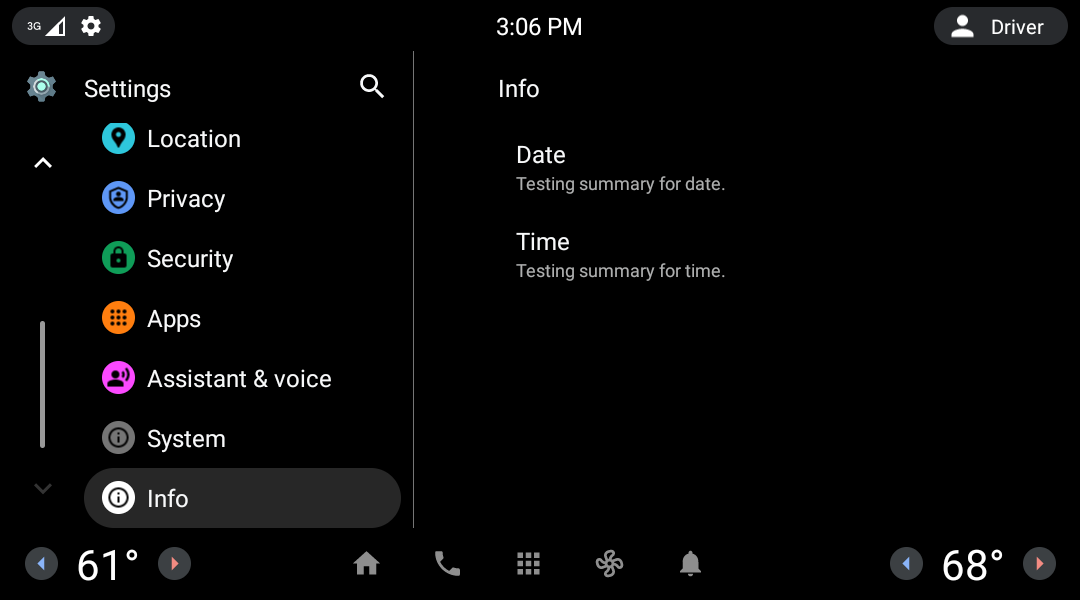 3G
3:06 PM
Driver
Settings
Location
Privacy
Security
Apps
Assistant & voice
System
Info
Info
Date
Testing summary for date.
Time
Testing summary for time.
61°
68°